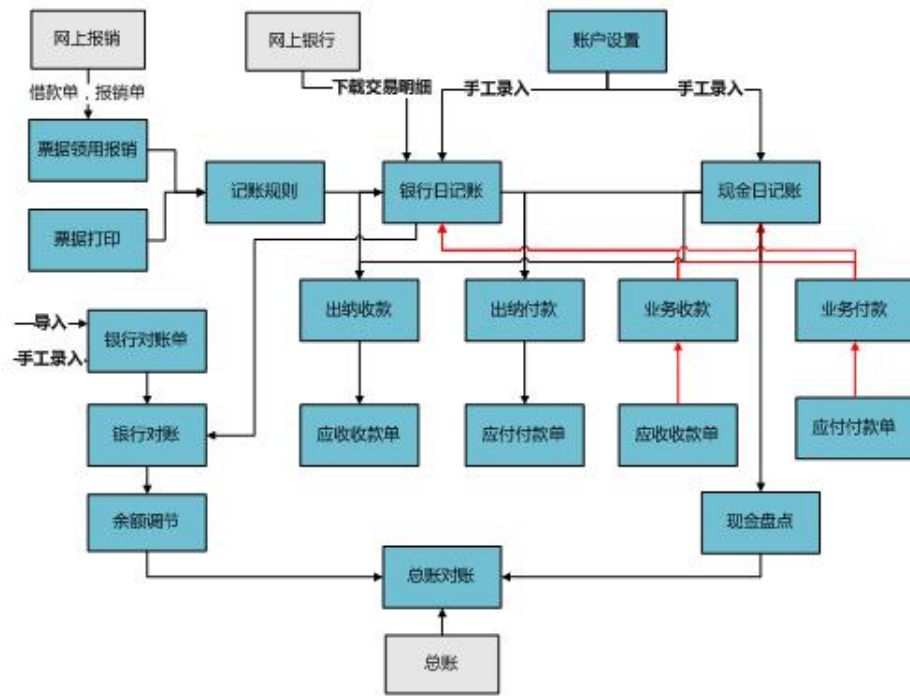 网上报销
网上银行
账户设置
借款单，报销单
下载交易明细
手工录入
手工录入
票据领用报销
记账规则
银行日记账
现金日记账
票据打印
出纳收款
出纳付款
业务收款
业务付款
导入
银行对账单
手工录入
银行对账
应收收款单
应付付款单
应收收款单
应付付款单
余额调节
现金盘点
总账对账
总账